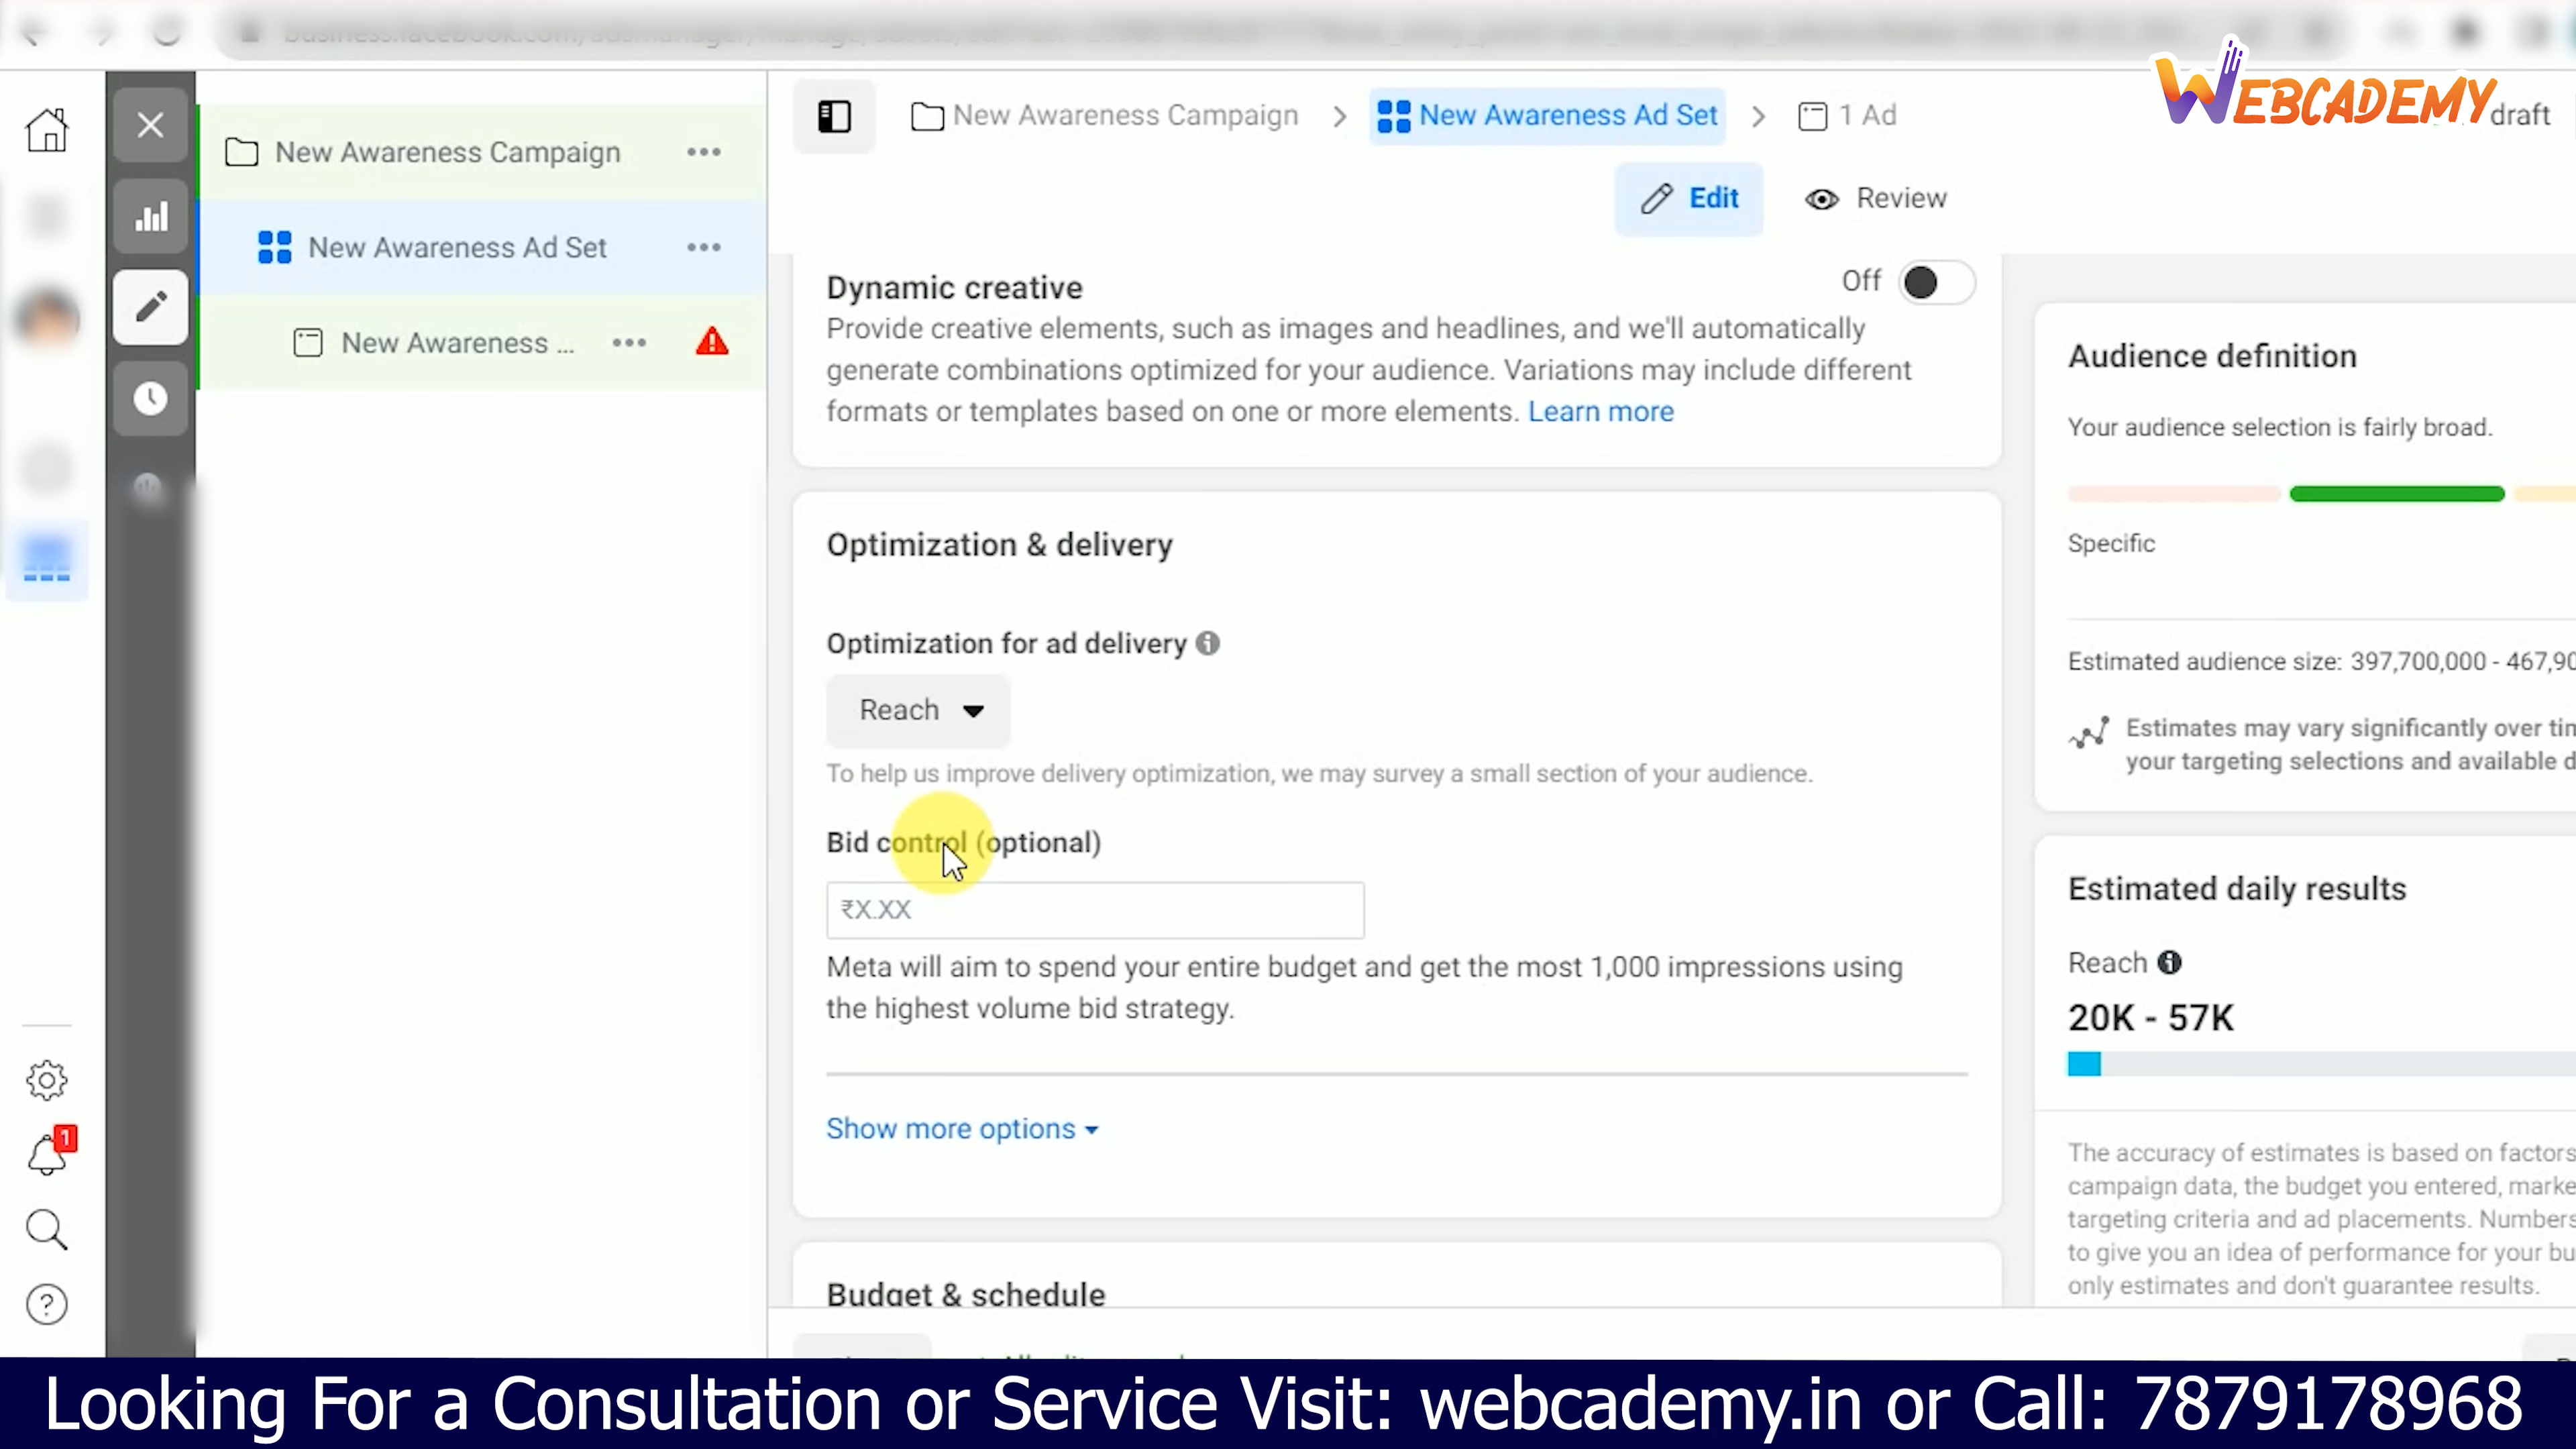 WEBCADEMY
draft
New Awareness Campaign
New Awareness Ad Set
New Awareness ...
New Awareness Campaign
New Awareness Ad Set
1 Ad
Edit
Review
Dynamic creative
Off
Provide creative elements, such as images and headlines, and we'll automatically
generate combinations optimized for your audience. Variations may include different
formats or templates based on one or more elements. Learn more
Optimization & delivery
Optimization for ad delivery
Reach
To help us improve delivery optimization, we may survey a small section of your audience.
Bid control (optional)
₹X.XX
Meta will aim to spend your entire budget and get the most 1,000 impressions using
the highest volume bid strategy.
Show more options
Budget & schedule
Audience definition
Your audience selection is fairly broad.
Specific
Estimated audience size: 397,700,000 - 467,90
Estimates may vary significantly over tim
your targeting selections and available d
Estimated daily results
Reach
20K - 57K
The accuracy of estimates is based on factors
campaign data, the budget you entered, marke
targeting criteria and ad placements. Numbers
to give you an idea of performance for your bu
only estimates and don't guarantee results.
1
Looking For a Consultation or Service Visit: webcademy.in or Call: 7879178968